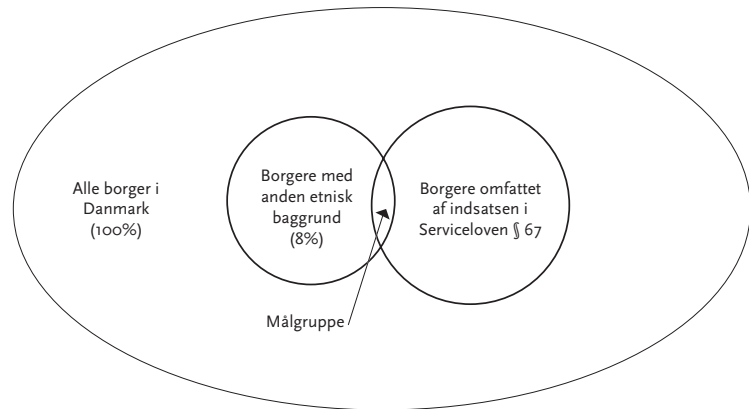 Alle borger i
Danmark
(100%)
Borgere med
anden etnisk
baggrund
(8%)
Borgere omfattet
af indsatsen i
Serviceloven § 67
Målgruppe